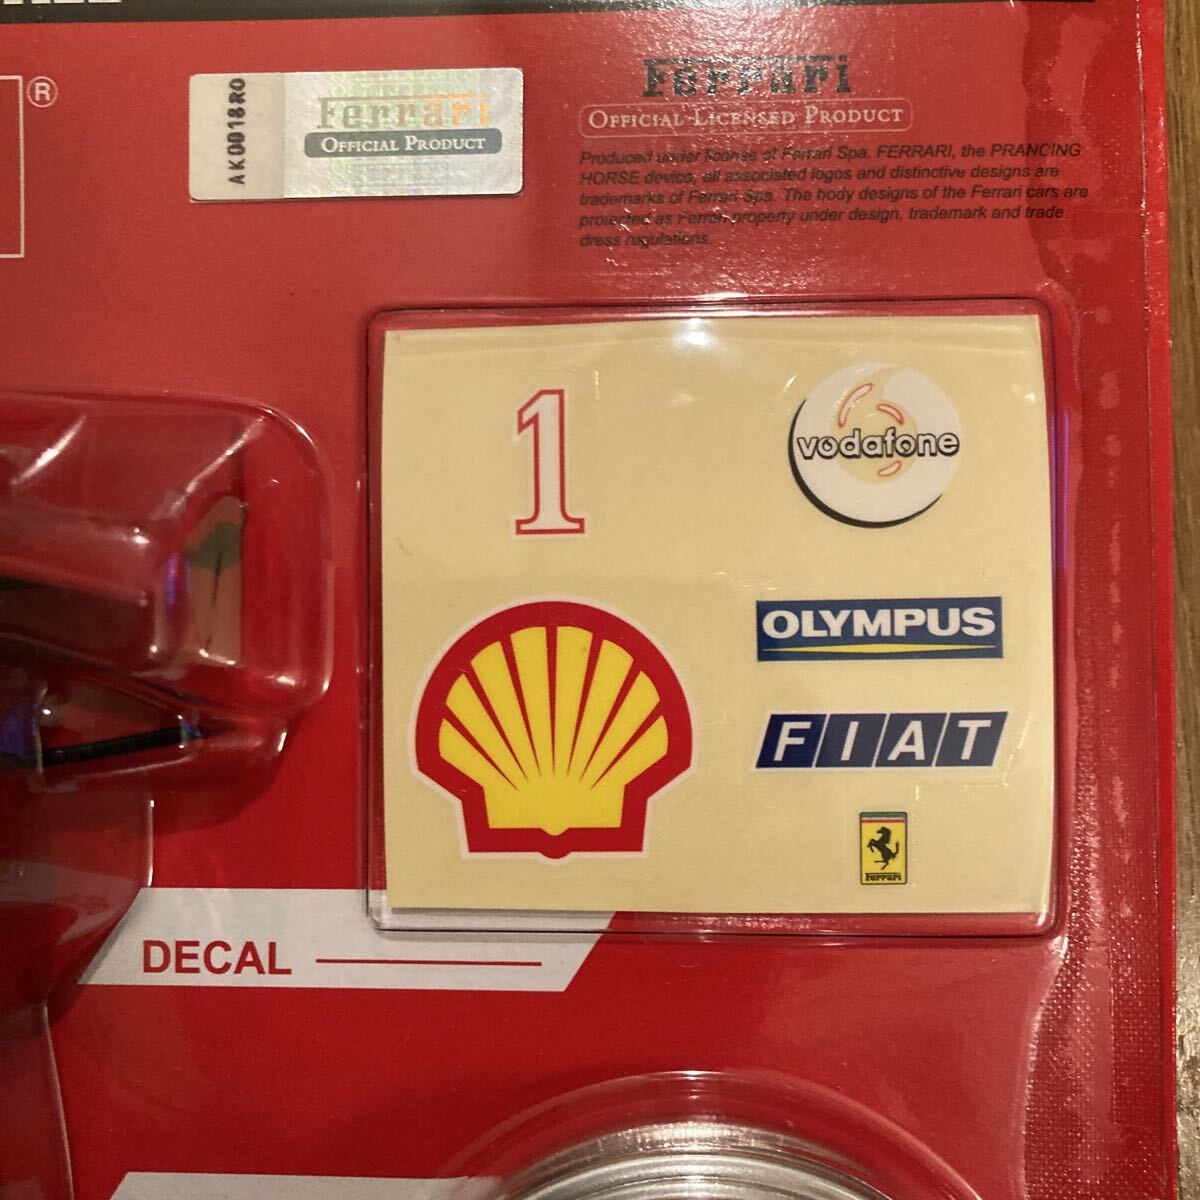 ®
AK0018R0
Ferrari
OFFICIAL PRODUCT
Ferrari
OFFICIAL LICENSED PRODUCT
Produced under license of Ferrari Spa. FERRARI, the PRANCING
HORSE device, all associated logos and distinctive designs are
trademarks of Ferrari Spa. The body designs of the Ferrari cars are
protected as Ferrari property under design, trademark and trade
dress regulations.
1
vodafone
OLYMPUS
FIAT
Ferrari
DECAL